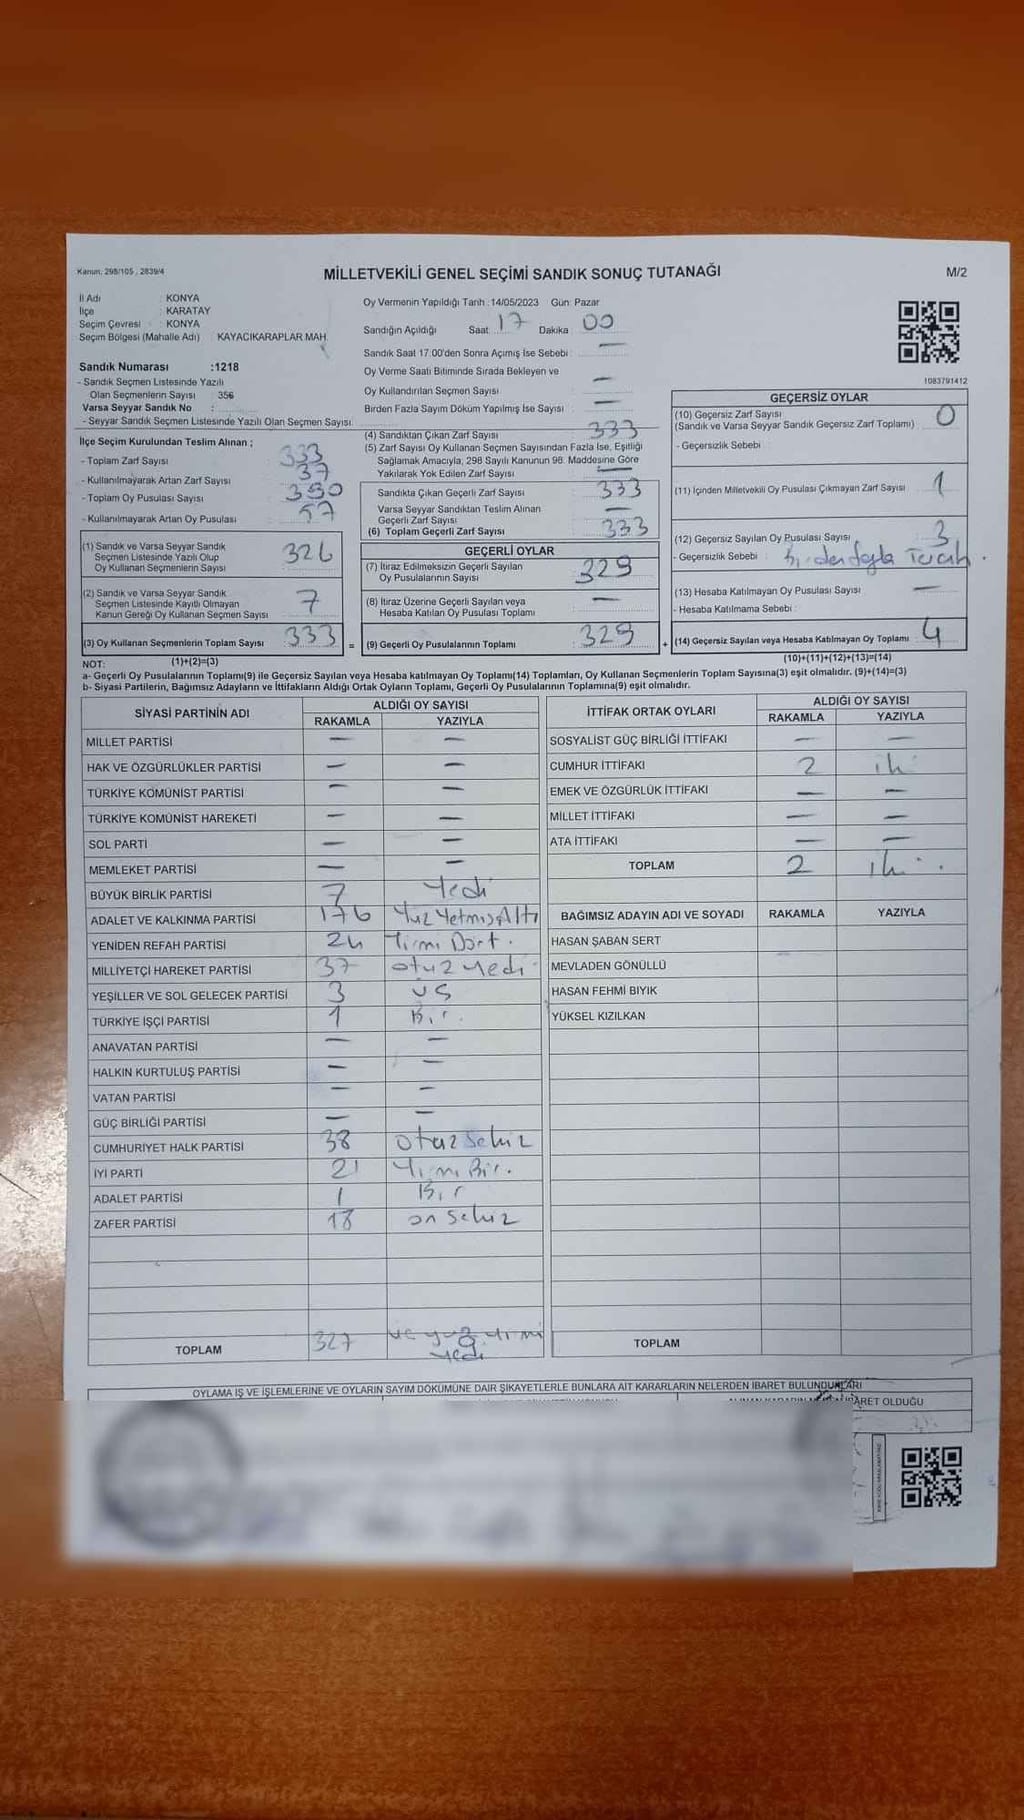 Kanun, 298/105 , 2839/4
MİLLETVEKİLİ GENEL SEÇİMİ SANDIK SONUÇ TUTANAĞI
M/2
İl Adı : KONYA
İlçe : KARATAY
Seçim Çevresi : KONYA
Seçim Bölgesi (Mahalle Adı) : KAYACIKARAPLAR MAH.
Sandık Numarası :1218
- Sandık Seçmen Listesinde Yazılı
Olan Seçmenlerin Sayısı : 356
Varsa Seyyar Sandık No :
- Seyyar Sandık Seçmen Listesinde Yazılı Olan Seçmen Sayısı:
İlçe Seçim Kurulundan Teslim Alınan ;
- Toplam Zarf Sayısı
- Kullanılmayarak Artan Zarf Sayısı 37
- Toplam Oy Pusulası Sayısı 390
- Kullanılmayarak Artan Oy Pusulası 57
(1) Sandık ve Varsa Seyyar Sandık
Seçmen Listesinde Yazılı Olup
Oy Kullanan Seçmenlerin Sayısı 326
(2) Sandık ve Varsa Seyyar Sandık
Seçmen Listesinde Kayıtlı Olmayan
Kanun Gereği Oy Kullanan Seçmen Sayısı 7
(3) Oy Kullanan Seçmenlerin Toplam Sayısı 333 =
Oy Vermenin Yapıldığı Tarih :14/05/2023 Gün: Pazar
Sandığın Açıldığı Saat: 17 Dakika : 00
Sandık Saat 17.00'den Sonra Açımış İse Sebebi : —
Oy Verme Saati Bitiminde Sırada Bekleyen ve
Oy Kullandırılan Seçmen Sayısı —
Birden Fazla Sayım Döküm Yapılmış İse Sayısı —
(4) Sandıktan Çıkan Zarf Sayısı 333
(5) Zarf Sayısı Oy Kullanan Seçmen Sayısından Fazla İse, Eşitliği
Sağlamak Amacıyla, 298 Sayılı Kanunun 98. Maddesine Göre
Yakılarak Yok Edilen Zarf Sayısı —
Sandıkta Çıkan Geçerli Zarf Sayısı 333
Varsa Seyyar Sandıktan Teslim Alınan
Geçerli Zarf Sayısı —
(6) Toplam Geçerli Zarf Sayısı 333
GEÇERLİ OYLAR
(7) İtiraz Edilmeksizin Geçerli Sayılan
Oy Pusulalarının Sayısı 329
(8) İtiraz Üzerine Geçerli Sayılan veya
Hesaba Katılan Oy Pusulası Toplamı —
(9) Geçerli Oy Pusulalarının Toplamı 329 +
1083791412
GEÇERSİZ OYLAR
(10) Geçersiz Zarf Sayısı 0
(Sandık ve Varsa Seyyar Sandık Geçersiz Zarf Toplamı)
- Geçersizlik Sebebi :
(11) İçinden Milletvekili Oy Pusulası Çıkmayan Zarf Sayısı 1
(12) Geçersiz Sayılan Oy Pusulası Sayısı 3
- Geçersizlik Sebebi : Birden fazla Tercih.
(13) Hesaba Katılmayan Oy Pusulası Sayısı —
- Hesaba Katılmama Sebebi :
(14) Geçersiz Sayılan veya Hesaba Katılmayan Oy Toplamı 4
NOT: (1)+(2)=(3) (10)+(11)+(12)+(13)=(14)
a- Geçerli Oy Pusulalarının Toplamı(9) ile Geçersiz Sayılan veya Hesaba katılmayan Oy Toplamı(14) Toplamları, Oy Kullanan Seçmenlerin Toplam Sayısına(3) eşit olmalıdır. (9)+(14)=(3)
b- Siyasi Partilerin, Bağımsız Adayların ve İttifakların Aldığı Ortak Oyların Toplamı, Geçerli Oy Pusulalarının Toplamına(9) eşit olmalıdır.
SİYASİ PARTİNİN ADI ALDIĞI OY SAYISI
RAKAMLA YAZIYLA
MİLLET PARTİSİ — —
HAK VE ÖZGÜRLÜKLER PARTİSİ — —
TÜRKİYE KOMÜNİST PARTİSİ — —
TÜRKİYE KOMÜNİST HAREKETİ — —
SOL PARTİ — —
MEMLEKET PARTİSİ — —
BÜYÜK BİRLİK PARTİSİ 7 Yedi
ADALET VE KALKINMA PARTİSİ 176 Yüz Yetmiş Altı
YENİDEN REFAH PARTİSİ 24 Yirmi Dört.
MİLLİYETÇİ HAREKET PARTİSİ 37 otuz yedi
YEŞİLLER VE SOL GELECEK PARTİSİ 3 üç
TÜRKİYE İŞÇİ PARTİSİ 1 Bir.
ANAVATAN PARTİSİ — —
HALKIN KURTULUŞ PARTİSİ — —
VATAN PARTİSİ — —
GÜÇ BİRLİĞİ PARTİSİ — —
CUMHURİYET HALK PARTİSİ 38 otuz sekiz
İYİ PARTİ 21 Yirmi Bir.
ADALET PARTİSİ 1 Bir
ZAFER PARTİSİ 18 on sekiz
TOPLAM 327 üç yüz yirmi
yedi
İTTİFAK ORTAK OYLARI ALDIĞI OY SAYISI
RAKAMLA YAZIYLA
SOSYALİST GÜÇ BİRLİĞİ İTTİFAKI — —
CUMHUR İTTİFAKI 2 iki
EMEK VE ÖZGÜRLÜK İTTİFAKI — —
MİLLET İTTİFAKI — —
ATA İTTİFAKI — —
TOPLAM 2 iki.
BAĞIMSIZ ADAYIN ADI VE SOYADI RAKAMLA YAZIYLA
HASAN ŞABAN SERT
MEVLADEN GÖNÜLLÜ
HASAN FEHMİ BIYIK
YÜKSEL KIZILKAN
TOPLAM
OYLAMA İŞ VE İŞLEMLERİNE VE OYLARIN SAYIM DÖKÜMÜNE DAİR ŞİKAYETLERLE BUNLARA AİT KARARLARIN NELERDEN İBARET BULUNDUKLARI
OLDUĞU